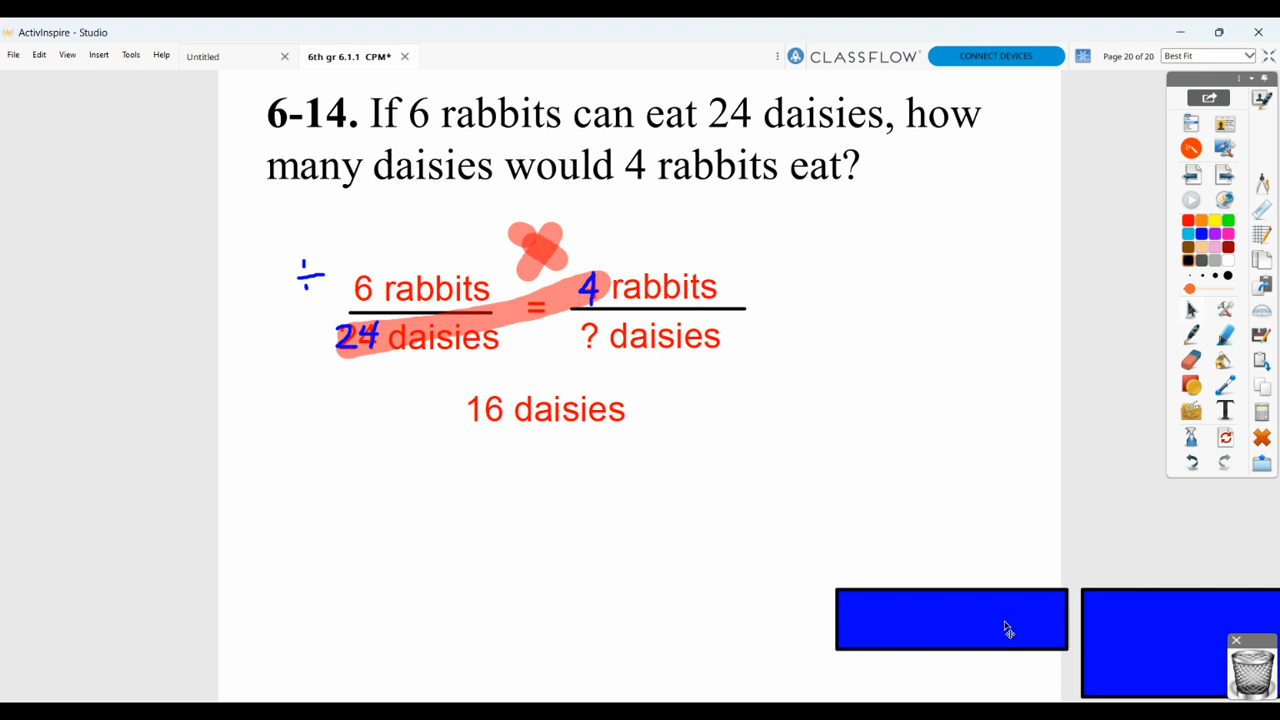 ActivInspire - Studio
File Edit View Insert Tools Help Untitled 6th gr 6.1.1 CPM* CLASSFLOW CONNECT DEVICES Page 20 of 20 Best Fit
6-14. If 6 rabbits can eat 24 daisies, how
many daisies would 4 rabbits eat?
÷
6 rabbits = 4 rabbits
24 daisies ? daisies
16 daisies